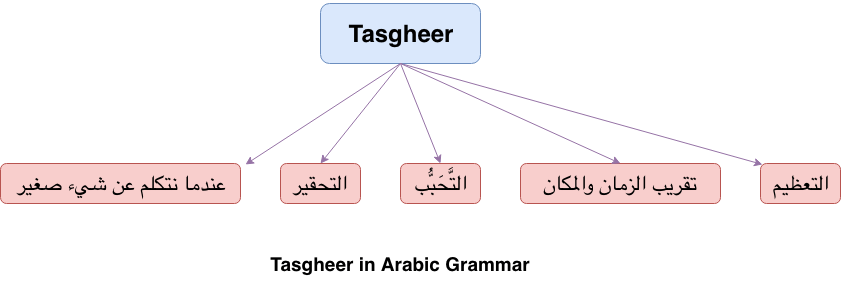 Tasgheer
عندما نتكلم عن شيء صغير
التحقير
التَّحَبُّب
تقريب الزمان والمكان
التعظيم
Tasgheer in Arabic Grammar